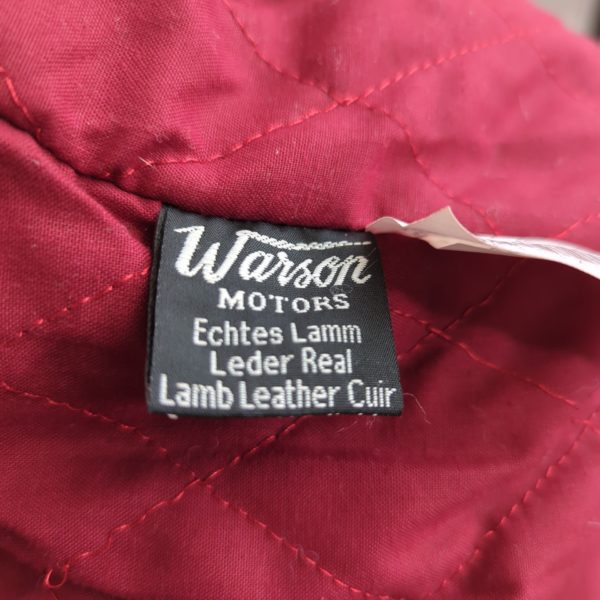 Warson
MOTORS
Echtes Lamm
Leder Real
Lamb Leather Cuir